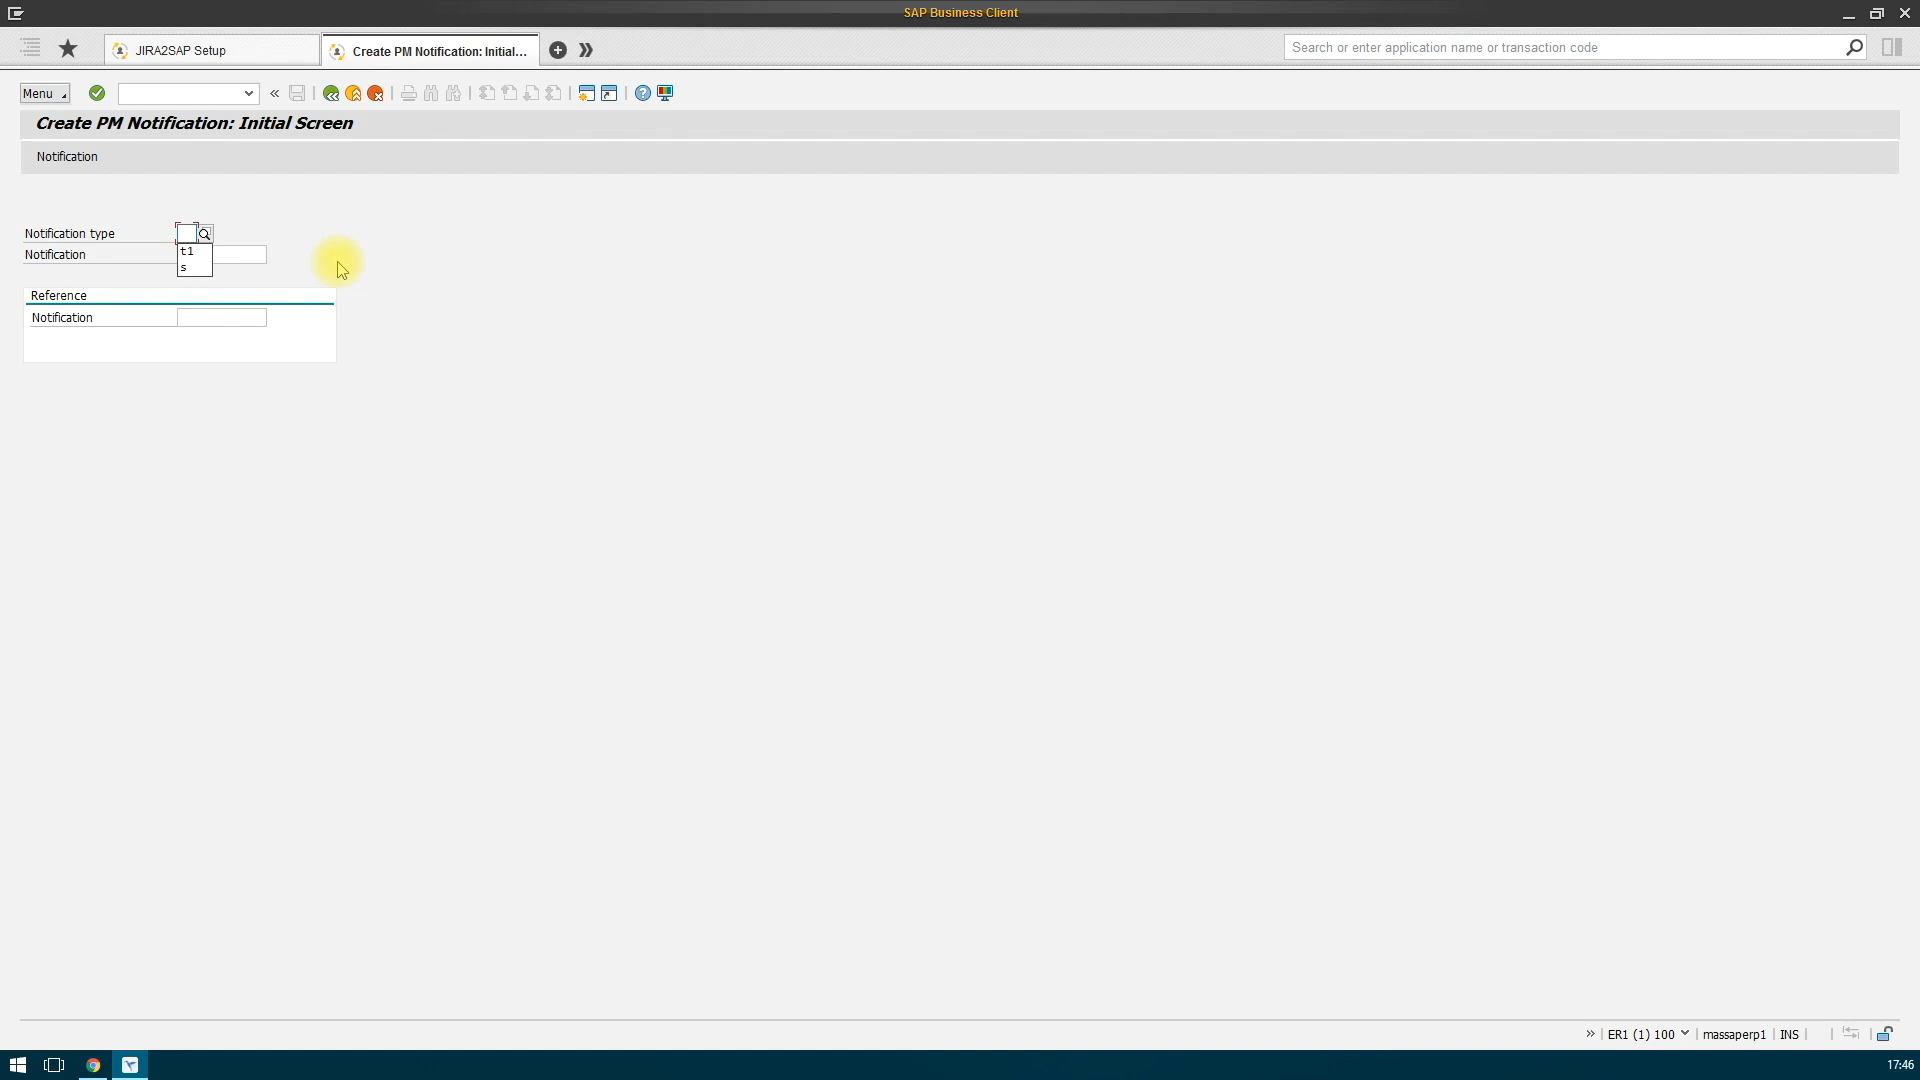 SAP Business Client
JIRA2SAP Setup
Create PM Notification: Initial...
Search or enter application name or transaction code
Menu
Create PM Notification: Initial Screen
Notification
Notification type
t1
Notification
s
Reference
Notification
ER1 (1) 100
massaperp1
INS
17:46